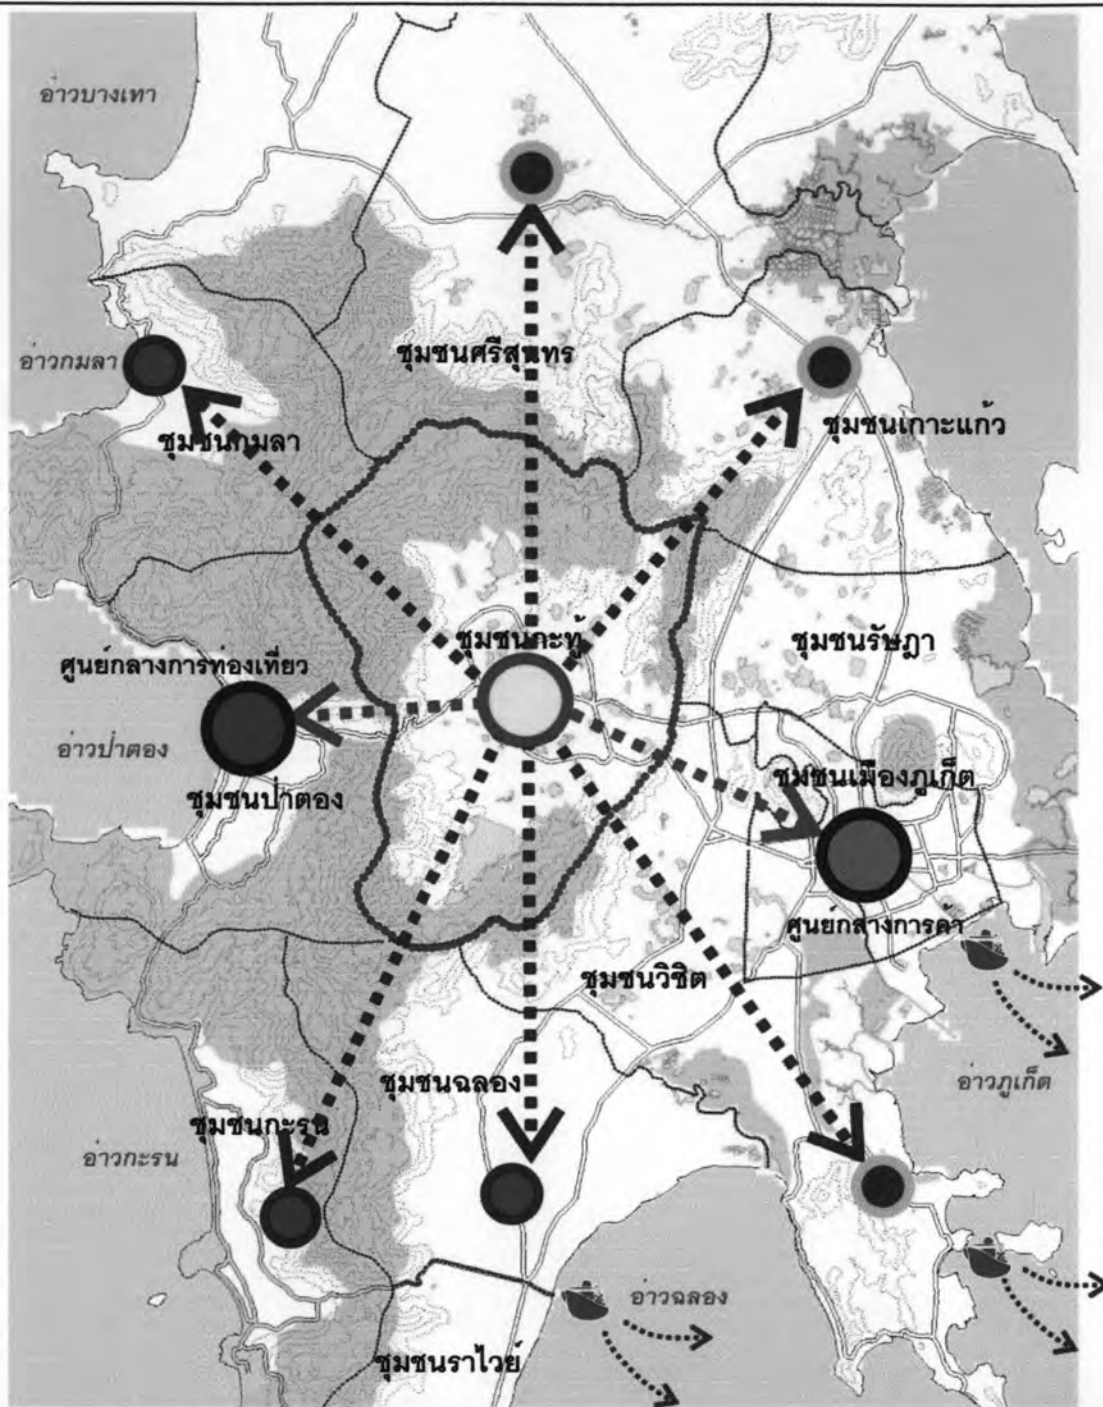 อ่าวบางเทา
ชุมชนศรีสุนทร
อ่าวกมลา
ชุมชนกมลา
ชุมชนเกาะแก้ว
ชุมชนกะทู้
ชุมชนรัษฎา
ศูนย์กลางการท่องเที่ยว
อ่าวป่าตอง
ชุมชนป่าตอง
ชุมชนเมืองภูเก็ต
ศูนย์กลางการค้า
ชุมชนวิชิต
ชุมชนฉลอง
อ่าวภูเก็ต
ชุมชนกะรน
อ่าวกะรน
อ่าวฉลอง
ชุมชนราไวย์